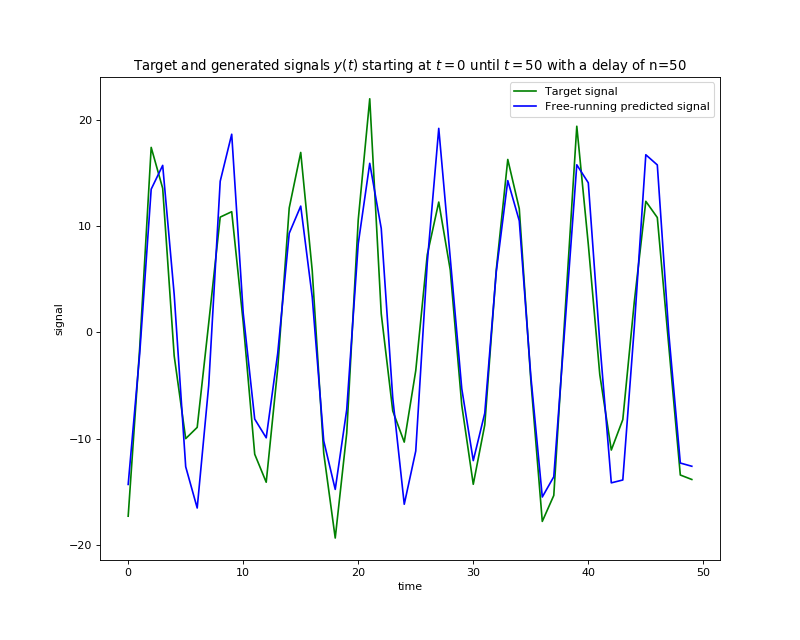 Target and generated signals y(t) starting at t = 0 until t = 50 with a delay of n=50
Target signal
Free-running predicted signal
signal
20
10
0
−10
−20
0 10 20 30 40 50
time